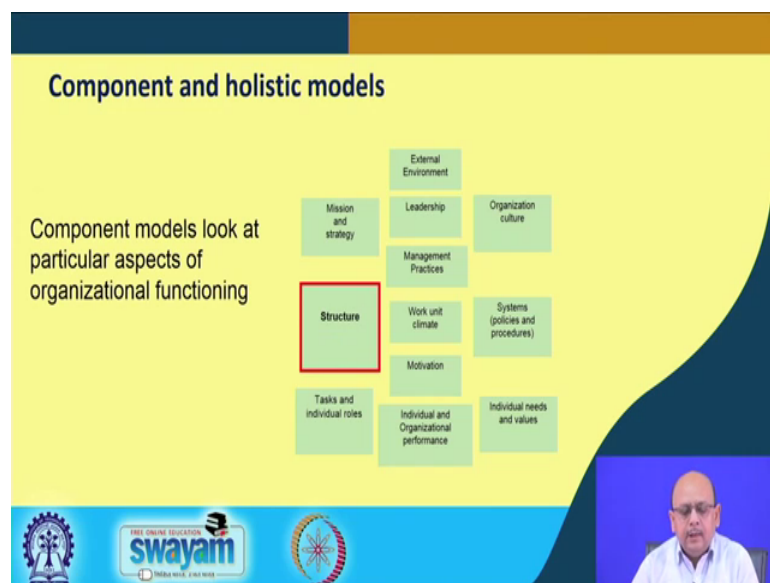 Component and holistic models
Component models look at
particular aspects of
organizational functioning
External
Environment
Mission
and
strategy
Leadership
Organization
culture
Management
Practices
Structure
Work unit
climate
Systems
(policies and
procedures)
Motivation
Tasks and
individual roles
Individual and
Organizational
performance
Individual needs
and values
FREE ONLINE EDUCATION
swayam